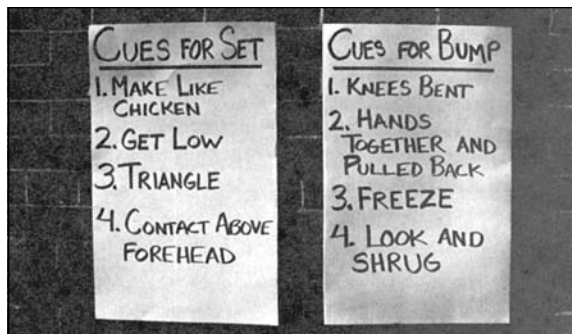 CUES FOR SET
1. MAKE LIKE
CHICKEN
2. GET LOW
3. TRIANGLE
4. CONTACT ABOVE
FOREHEAD
CUES FOR BUMP
1. KNEES BENT
2. HANDS
TOGETHER AND
PULLED BACK
3. FREEZE
4. LOOK AND
SHRUG